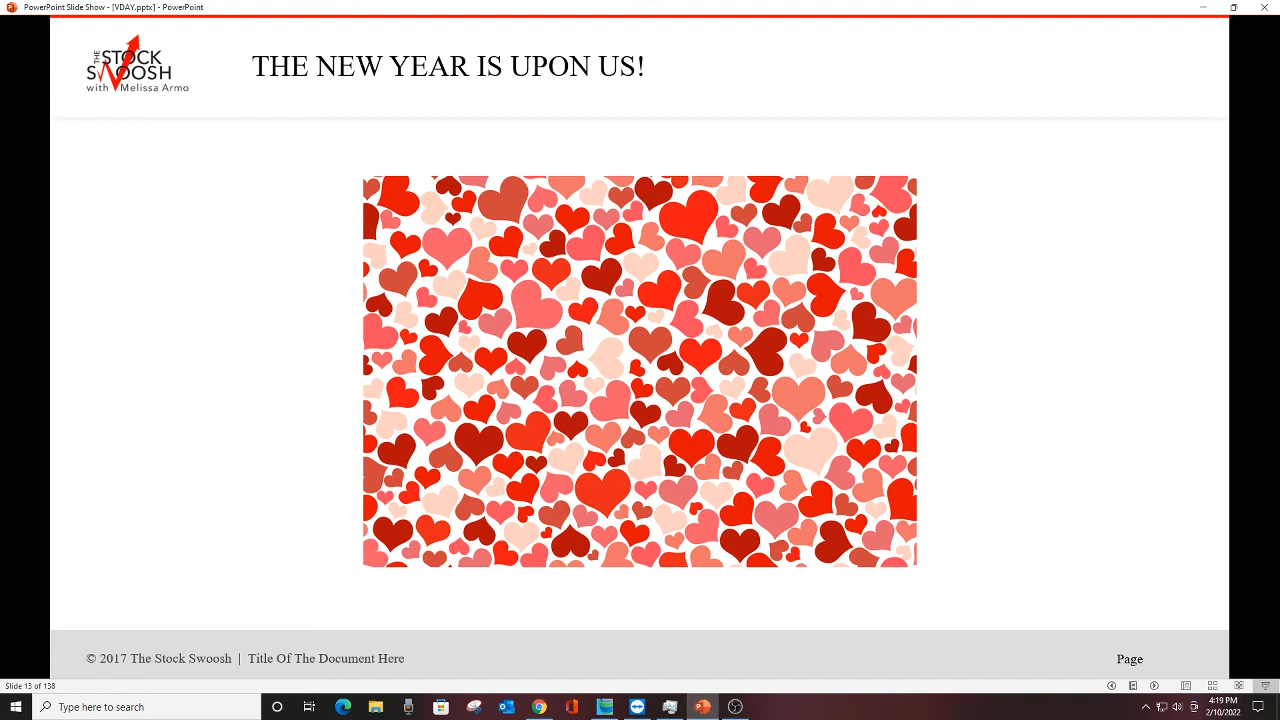 PowerPoint Slide Show - [VDAY.pptx] - PowerPoint
THE STOCK
SWOOSH
with Melissa Armo
THE NEW YEAR IS UPON US!
© 2017 The Stock Swoosh | Title Of The Document Here
Page
Slide 13 of 138
Type here to search
4:19 PM
2/10/2022